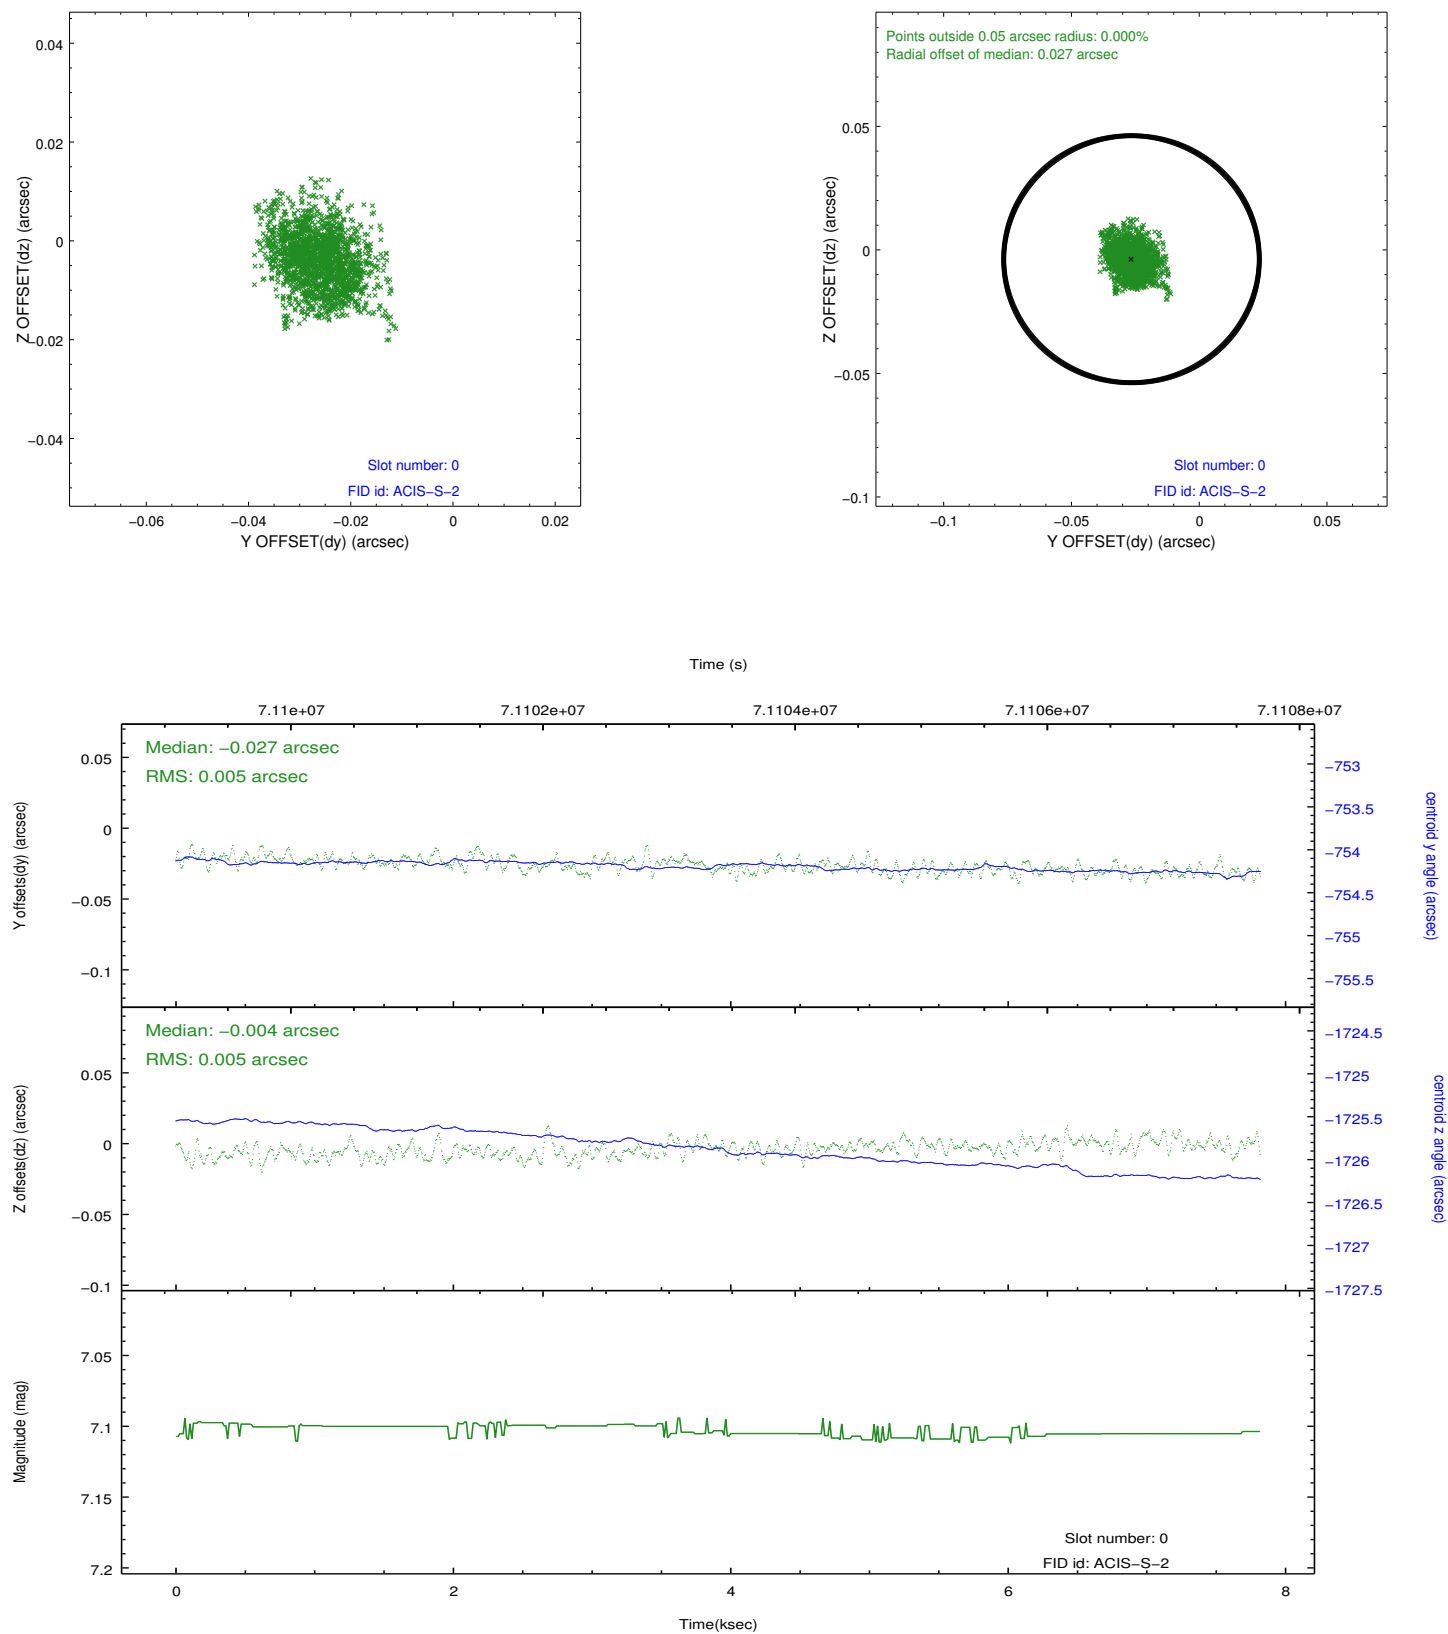 0.04
0.02
0
−0.02
−0.04
Z OFFSET(dz) (arcsec)
Slot number: 0
FID id: ACIS−S−2
−0.06
−0.04
−0.02
0
0.02
Y OFFSET(dy) (arcsec)
Points outside 0.05 arcsec radius: 0.000%
Radial offset of median: 0.027 arcsec
0.05
0
−0.05
−0.1
Z OFFSET(dz) (arcsec)
Slot number: 0
FID id: ACIS−S−2
−0.1
−0.05
0
0.05
Y OFFSET(dy) (arcsec)
Time (s)
7.11e+07
7.1102e+07
7.1104e+07
7.1106e+07
7.1108e+07
Median: −0.027 arcsec
RMS: 0.005 arcsec
0.05
0
−0.05
−0.1
Y offsets(dy) (arcsec)
−753
−753.5
−754
−754.5
−755
−755.5
centroid y angle (arcsec)
Median: −0.004 arcsec
RMS: 0.005 arcsec
0.05
0
−0.05
−0.1
Z offsets(dz) (arcsec)
−1724.5
−1725
−1725.5
−1726
−1726.5
−1727
−1727.5
centroid z angle (arcsec)
7.05
7.1
7.15
7.2
Magnitude (mag)
Slot number: 0
FID id: ACIS−S−2
0
2
4
6
8
Time(ksec)